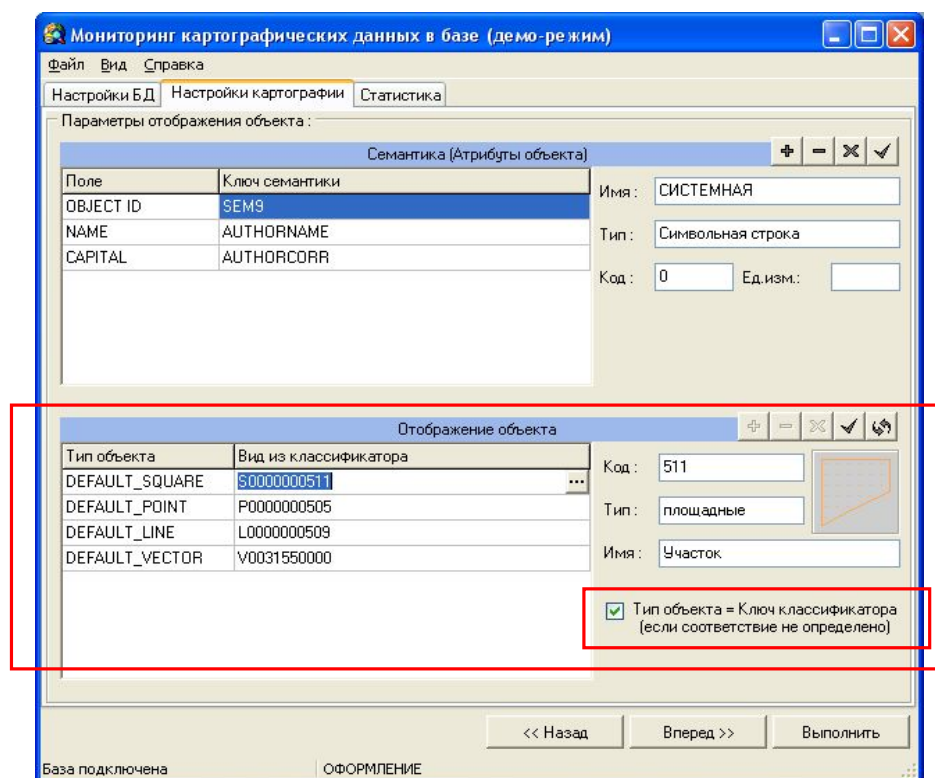 Мониторинг картографических данных в базе (демо-режим)
Файл Вид Справка
Настройки БД Настройки картографии Статистика
Параметры отображения объекта :
Семантика (Атрибуты объекта)
Поле Ключ семантики
OBJECT ID SEM9
NAME AUTHORNAME
CAPITAL AUTHORCORR
Имя : СИСТЕМНАЯ
Тип : Символьная строка
Код : 0 Ед.изм.:
Отображение объекта
Тип объекта Вид из классификатора
DEFAULT_SQUARE S0000000511 ...
DEFAULT_POINT P0000000505
DEFAULT_LINE L0000000509
DEFAULT_VECTOR V0031550000
Код : 511
Тип : площадные
Имя : Участок
Тип объекта = Ключ классификатора
(если соответствие не определено)
<< Назад Вперед >> Выполнить
База подключена ОФОРМЛЕНИЕ